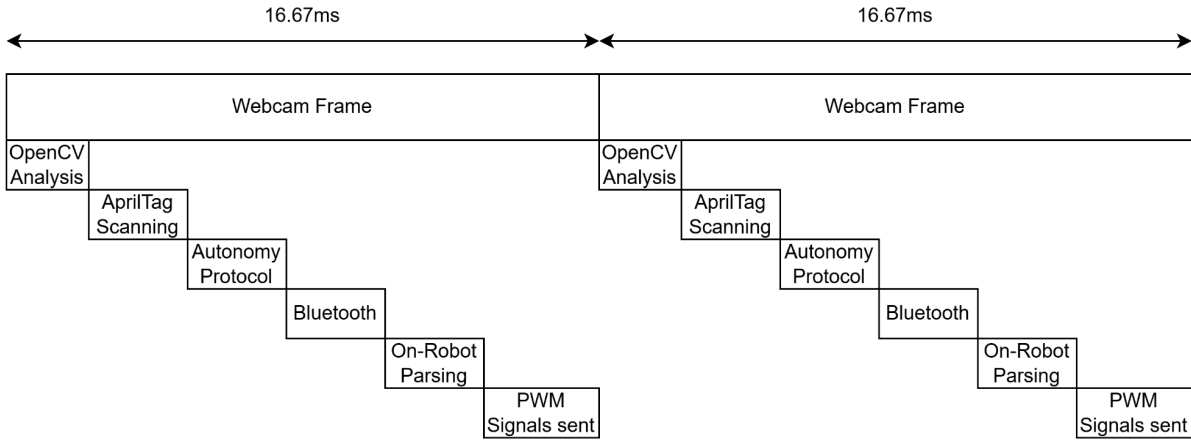 16.67ms
16.67ms
Webcam Frame
Webcam Frame
OpenCV
Analysis
OpenCV
Analysis
AprilTag
Scanning
AprilTag
Scanning
Autonomy
Protocol
Autonomy
Protocol
Bluetooth
Bluetooth
On-Robot
Parsing
On-Robot
Parsing
PWM
Signals sent
PWM
Signals sent